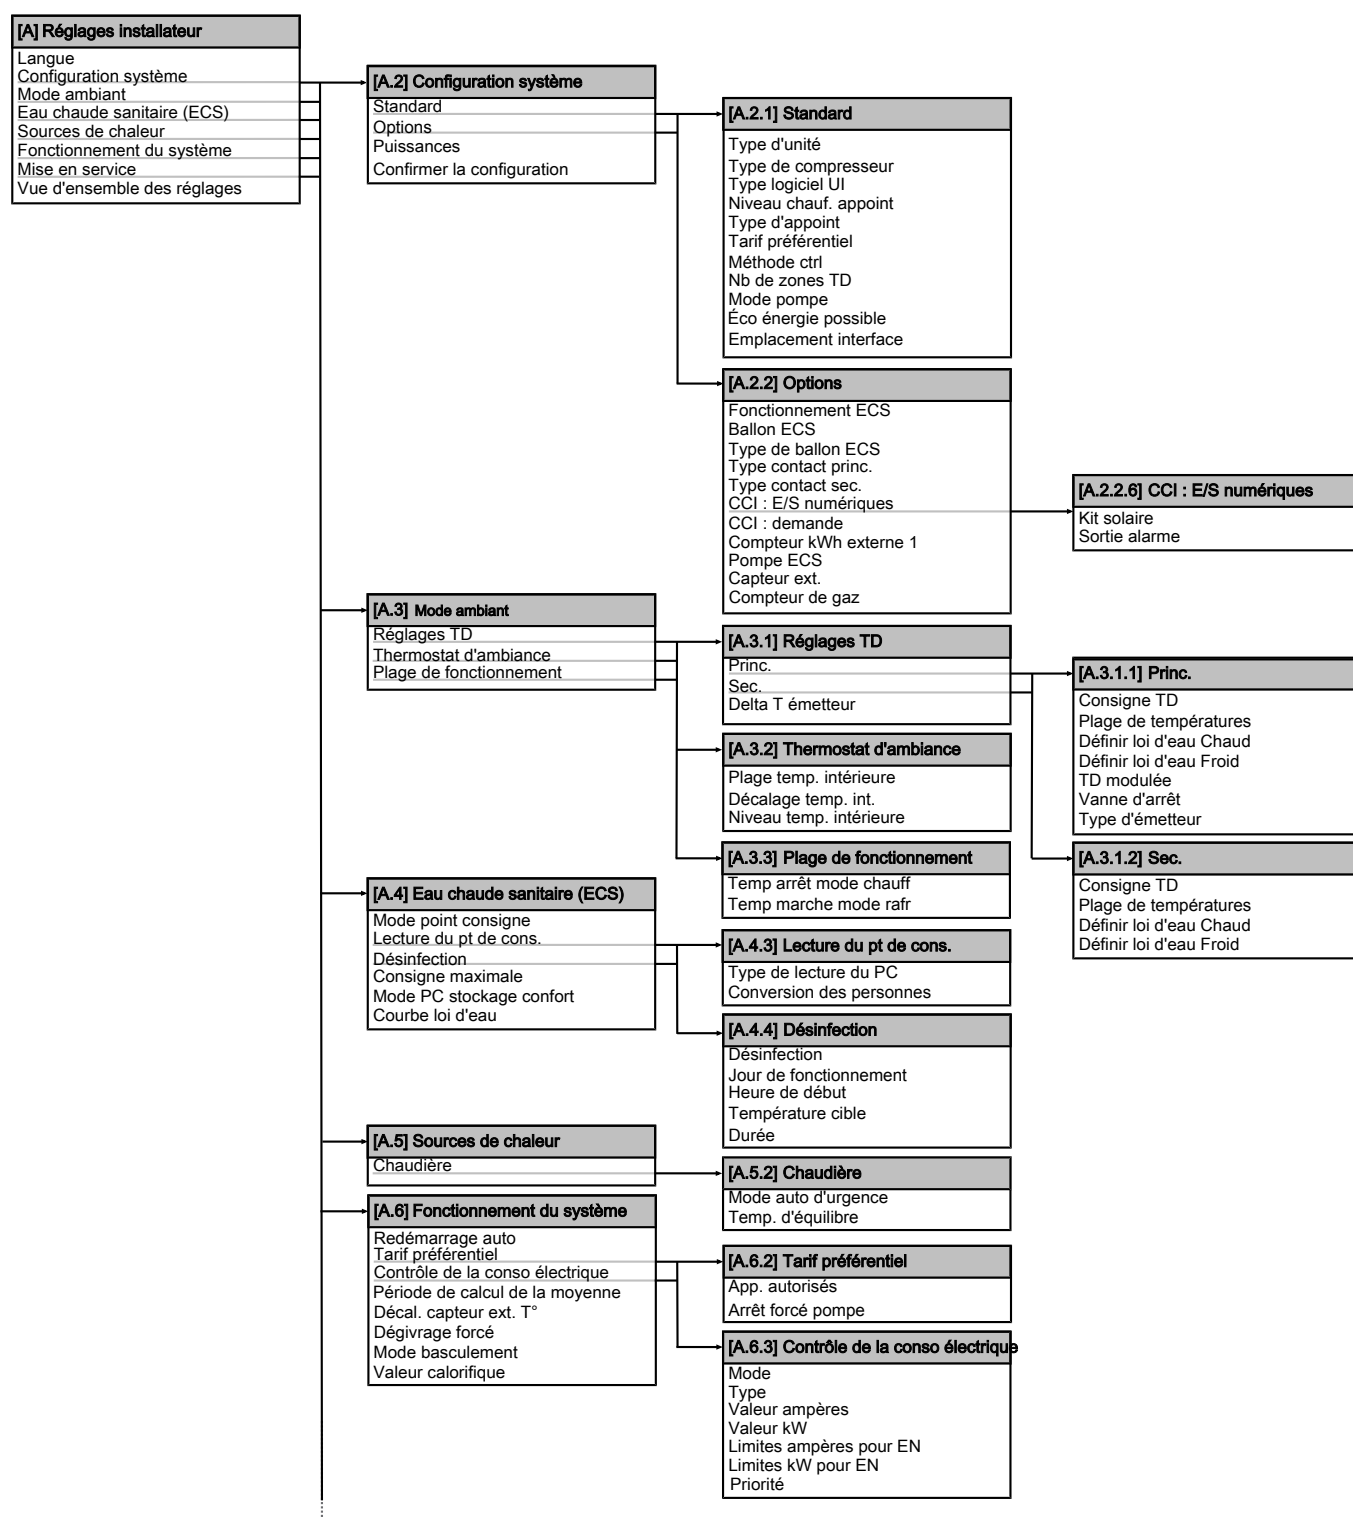 [A] Réglages installateur
Langue
Configuration système
Mode ambiant
Eau chaude sanitaire (ECS)
Sources de chaleur
Fonctionnement du système
Mise en service
Vue d'ensemble des réglages
[A.2] Configuration système
Standard
Options
Puissances
Confirmer la configuration
[A.2.1] Standard
Type d'unité
Type de compresseur
Type logiciel UI
Niveau chauf. appoint
Type d'appoint
Tarif préférentiel
Méthode ctrl
Nb de zones TD
Mode pompe
Éco énergie possible
Emplacement interface
[A.2.2] Options
Fonctionnement ECS
Ballon ECS
Type de ballon ECS
Type contact princ.
Type contact sec.
CCI : E/S numériques
CCI : demande
Compteur kWh externe 1
Pompe ECS
Capteur ext.
Compteur de gaz
[A.2.2.6] CCI : E/S numériques
Kit solaire
Sortie alarme
[A.3] Mode ambiant
Réglages TD
Thermostat d'ambiance
Plage de fonctionnement
[A.3.1] Réglages TD
Princ.
Sec.
Delta T émetteur
[A.3.1.1] Princ.
Consigne TD
Plage de températures
Définir loi d'eau Chaud
Définir loi d'eau Froid
TD modulée
Vanne d'arrêt
Type d'émetteur
[A.3.2] Thermostat d'ambiance
Plage temp. intérieure
Décalage temp. int.
Niveau temp. intérieure
[A.3.3] Plage de fonctionnement
Temp arrêt mode chauff
Temp marche mode rafr
[A.3.1.2] Sec.
Consigne TD
Plage de températures
Définir loi d'eau Chaud
Définir loi d'eau Froid
[A.4] Eau chaude sanitaire (ECS)
Mode point consigne
Lecture du pt de cons.
Désinfection
Consigne maximale
Mode PC stockage confort
Courbe loi d'eau
[A.4.3] Lecture du pt de cons.
Type de lecture du PC
Conversion des personnes
[A.4.4] Désinfection
Désinfection
Jour de fonctionnement
Heure de début
Température cible
Durée
[A.5] Sources de chaleur
Chaudière
[A.5.2] Chaudière
Mode auto d'urgence
Temp. d'équilibre
[A.6] Fonctionnement du système
Redémarrage auto
Tarif préférentiel
Contrôle de la conso électrique
Période de calcul de la moyenne
Décal. capteur ext. T°
Dégivrage forcé
Mode basculement
Valeur calorifique
[A.6.2] Tarif préférentiel
App. autorisés
Arrêt forcé pompe
[A.6.3] Contrôle de la conso électrique
Mode
Type
Valeur ampères
Valeur kW
Limites ampères pour EN
Limites kW pour EN
Priorité